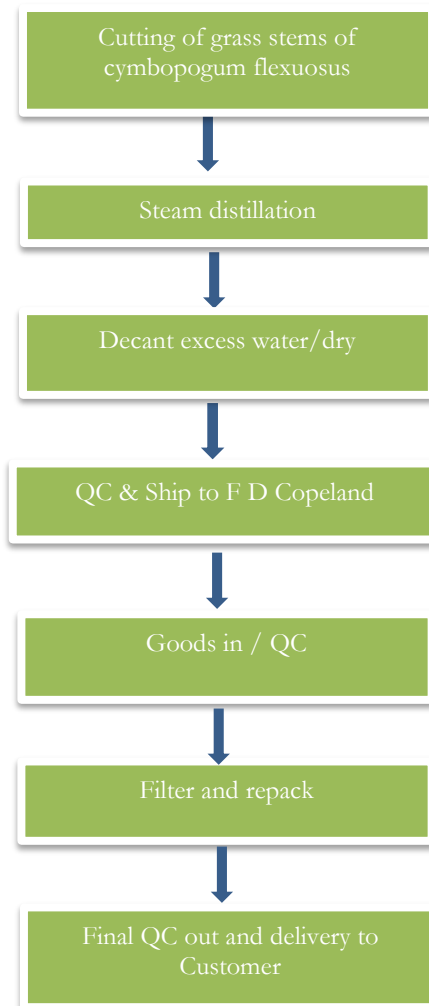 Cutting of grass stems of
cymbopogum flexuosus
Steam distillation
Decant excess water/dry
QC & Ship to F D Copeland
Goods in / QC
Filter and repack
Final QC out and delivery to
Customer